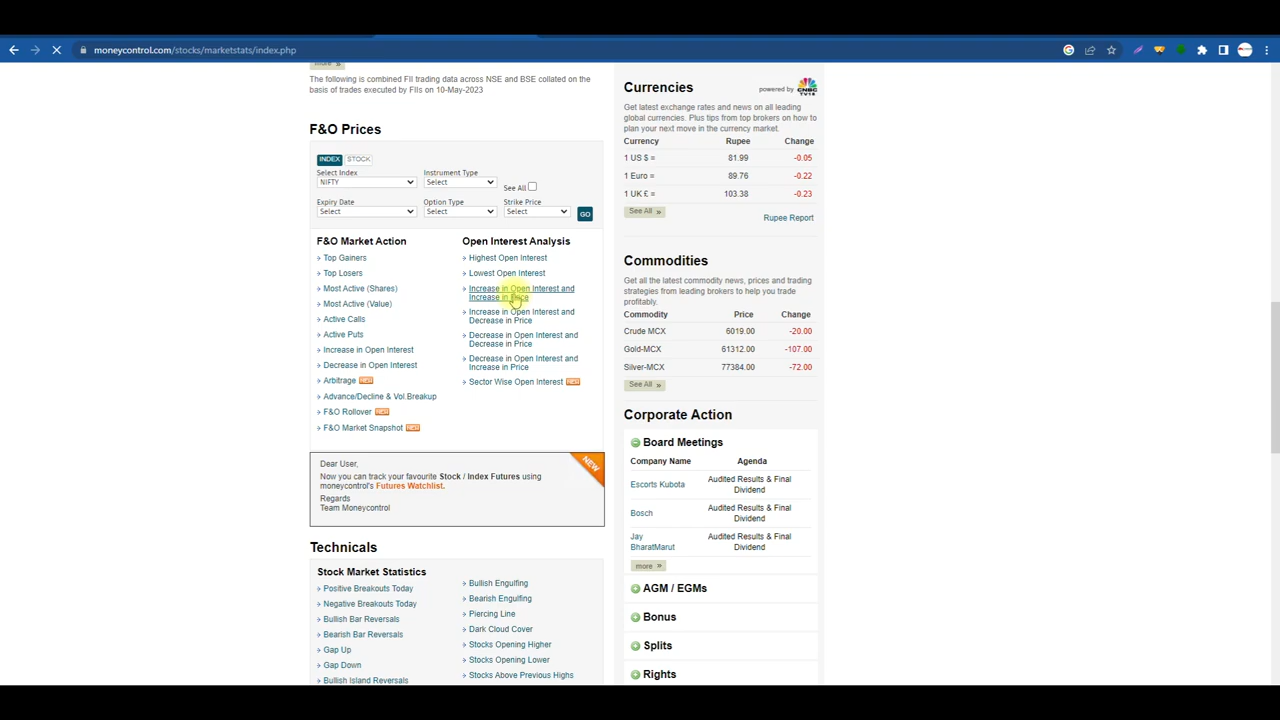 moneycontrol.com/stocks/marketstats/index.php
more »
The following is combined FII trading data across NSE and BSE collated on the
basis of trades executed by FIIs on 10-May-2023
F&O Prices
INDEX STOCK
Select Index Instrument Type
NIFTY Select See All
Expiry Date Option Type Strike Price
Select Select Select GO
F&O Market Action
Top Gainers
Top Losers
Most Active (Shares)
Most Active (Value)
Active Calls
Active Puts
Increase in Open Interest
Decrease in Open Interest
Arbitrage
Advance/Decline & Vol.Breakup
F&O Rollover
F&O Market Snapshot
Open Interest Analysis
Highest Open Interest
Lowest Open Interest
Increase in Open Interest and
Increase in Price
Increase in Open Interest and
Decrease in Price
Decrease in Open Interest and
Decrease in Price
Decrease in Open Interest and
Increase in Price
Sector Wise Open Interest
Dear User,
Now you can track your favourite Stock / Index Futures using
moneycontrol's Futures Watchlist.
Regards
Team Moneycontrol
NEW
Technicals
Stock Market Statistics
Positive Breakouts Today
Negative Breakouts Today
Bullish Bar Reversals
Bearish Bar Reversals
Gap Up
Gap Down
Bullish Island Reversals
Bullish Engulfing
Bearish Engulfing
Piercing Line
Dark Cloud Cover
Stocks Opening Higher
Stocks Opening Lower
Stocks Above Previous Highs
Currencies
powered by CNBC TV18
Get latest exchange rates and news on all leading
global currencies. Plus tips from top brokers on how to
plan your next move in the currency market.
Currency Rupee Change
1 US $ = 81.99 -0.05
1 Euro = 89.76 -0.22
1 UK £ = 103.38 -0.23
See All »
Rupee Report
Commodities
Get all the latest commodity news, prices and trading
strategies from leading brokers to help you trade
profitably.
Commodity Price Change
Crude MCX 6019.00 -20.00
Gold-MCX 61312.00 -107.00
Silver-MCX 77384.00 -72.00
See All »
Corporate Action
Board Meetings
Company Name Agenda
Escorts Kubota Audited Results & Final
Dividend
Bosch Audited Results & Final
Dividend
Jay
BharatMarut Audited Results & Final
Dividend
more »
AGM / EGMs
Bonus
Splits
Rights